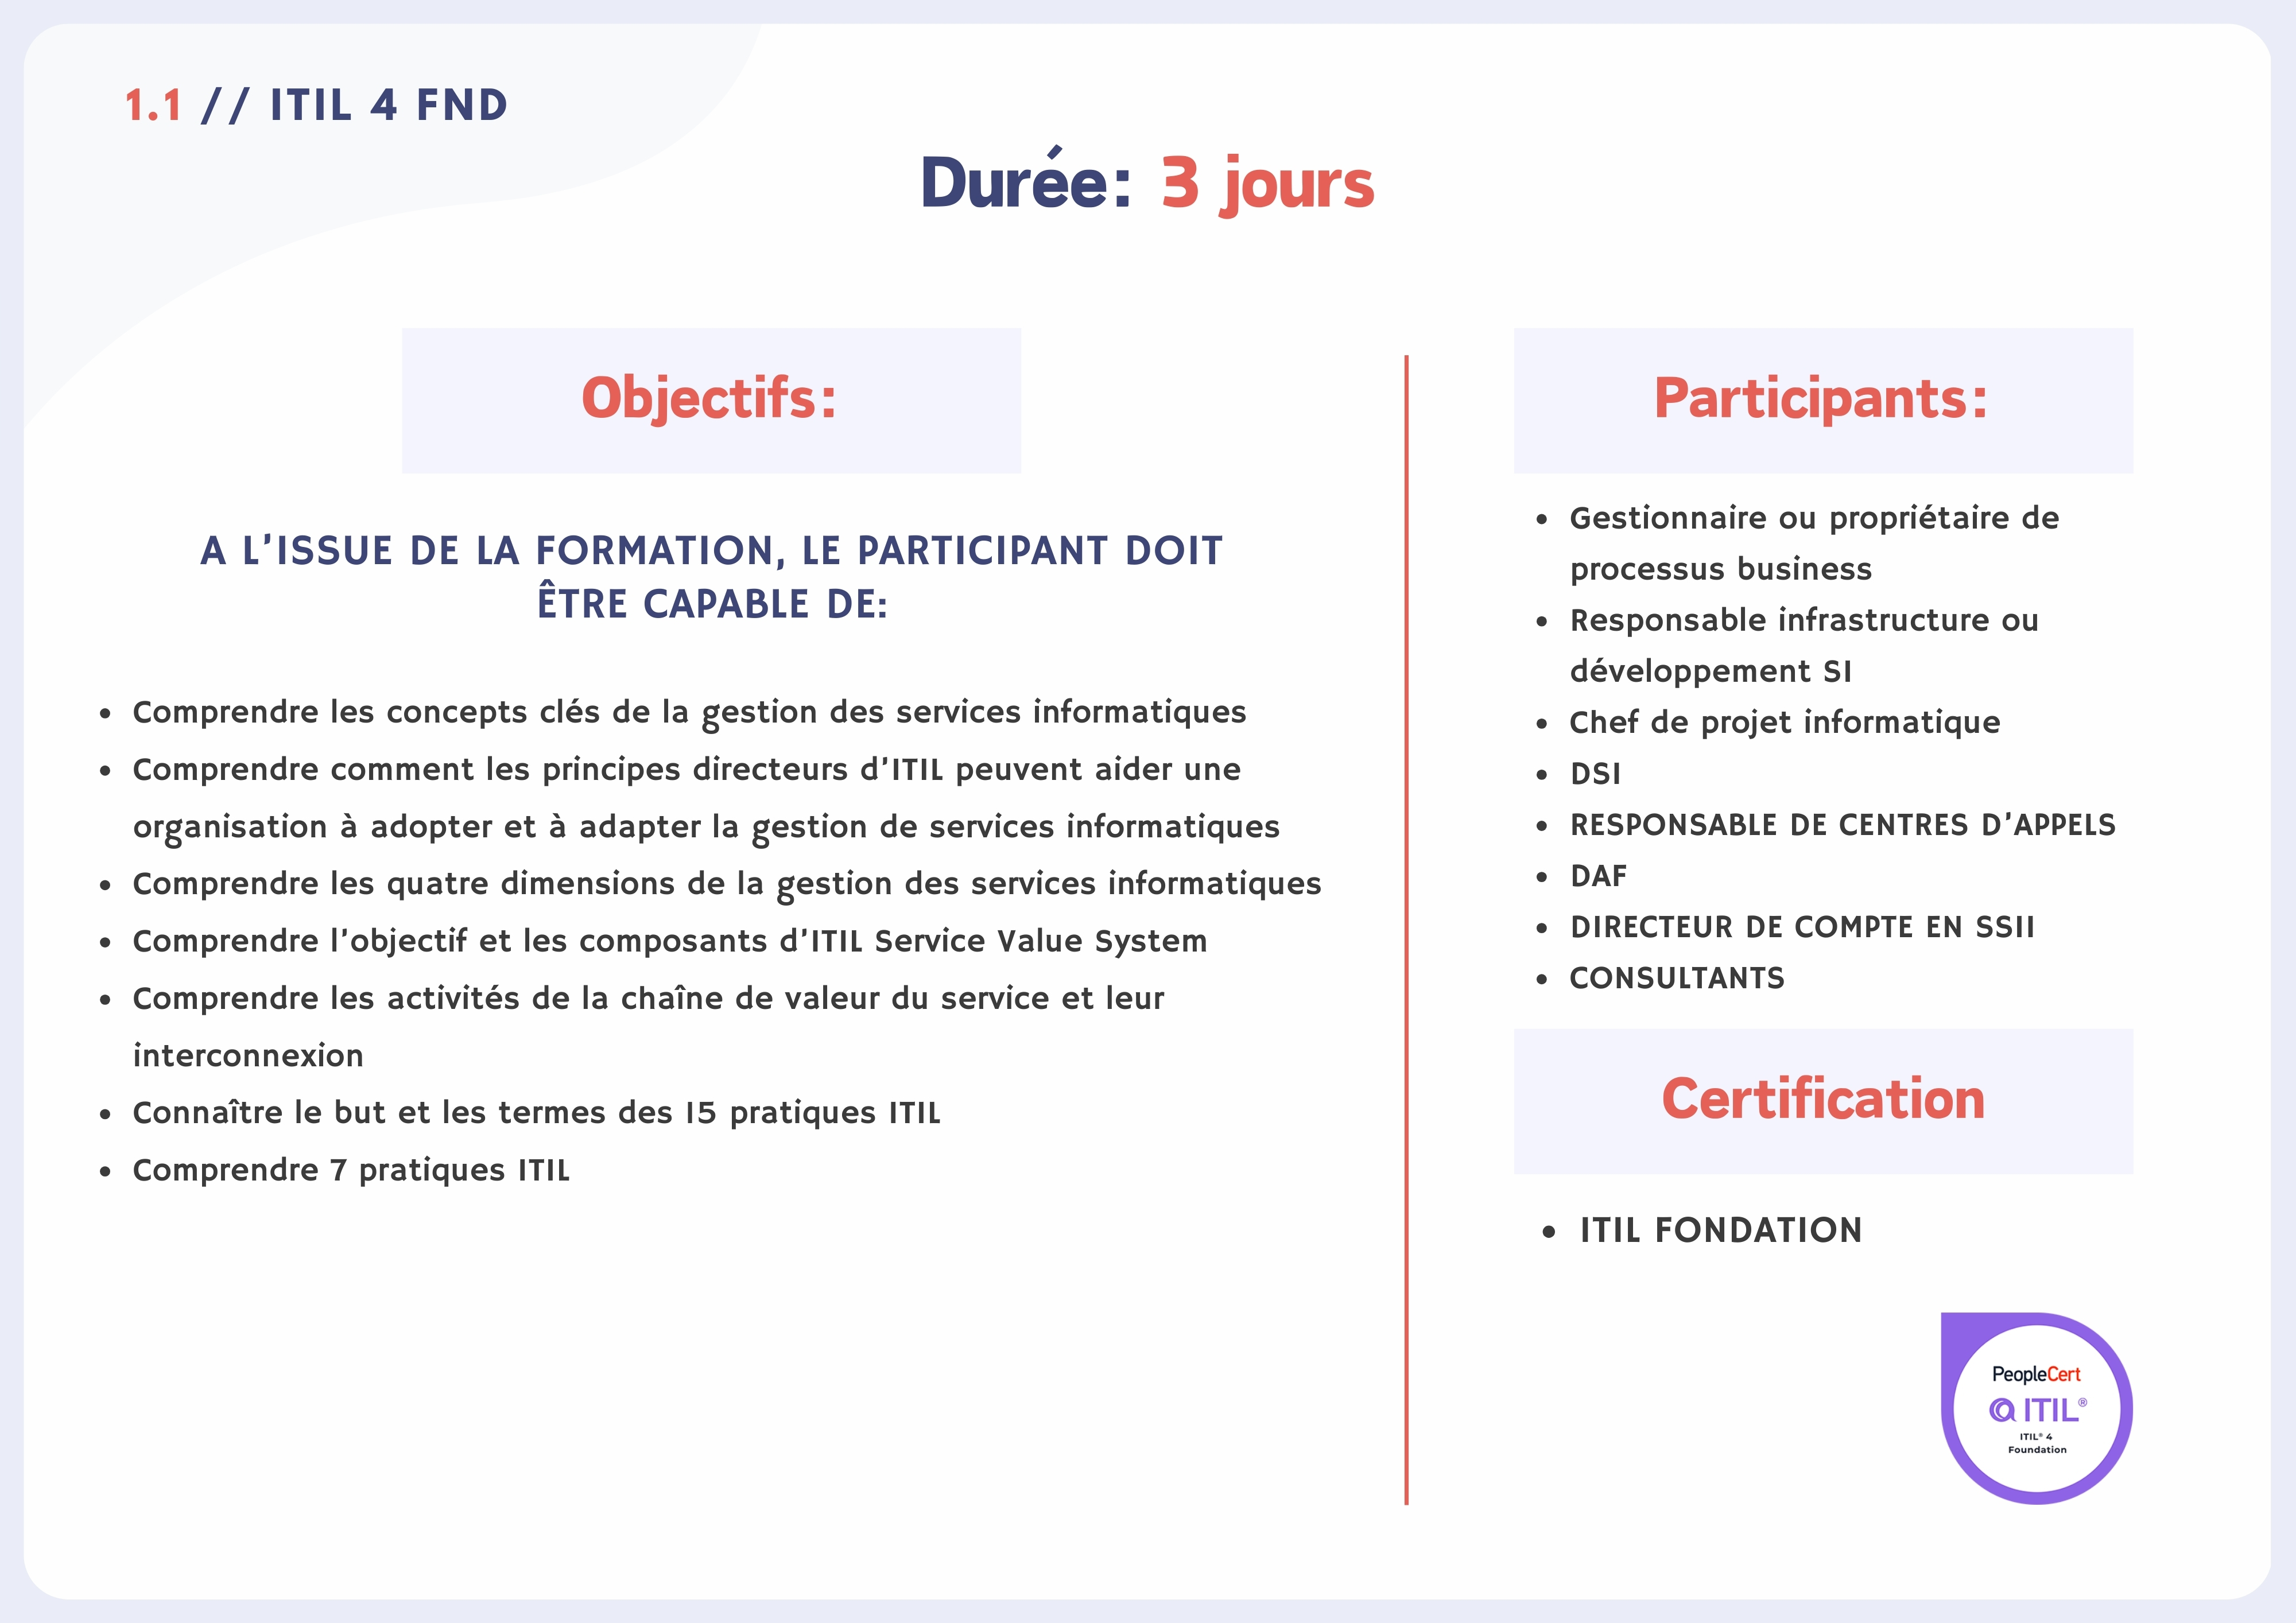 1.1 // ITIL 4 FND
Durée: 3 jours
Objectifs:
A L'ISSUE DE LA FORMATION, LE PARTICIPANT DOIT
ÊTRE CAPABLE DE:
• Comprendre les concepts clés de la gestion des services informatiques
• Comprendre comment les principes directeurs d'ITIL peuvent aider une
organisation à adopter et à adapter la gestion de services informatiques
• Comprendre les quatre dimensions de la gestion des services informatiques
• Comprendre l'objectif et les composants d'ITIL Service Value System
• Comprendre les activités de la chaîne de valeur du service et leur
interconnexion
• Connaître le but et les termes des 15 pratiques ITIL
• Comprendre 7 pratiques ITIL
Participants:
• Gestionnaire ou propriétaire de
processus business
• Responsable infrastructure ou
développement SI
• Chef de projet informatique
• DSI
• RESPONSABLE DE CENTRES D'APPELS
• DAF
• DIRECTEUR DE COMPTE EN SSII
• CONSULTANTS
Certification
• ITIL FONDATION
PeopleCert
ITIL®
ITIL® 4
Foundation